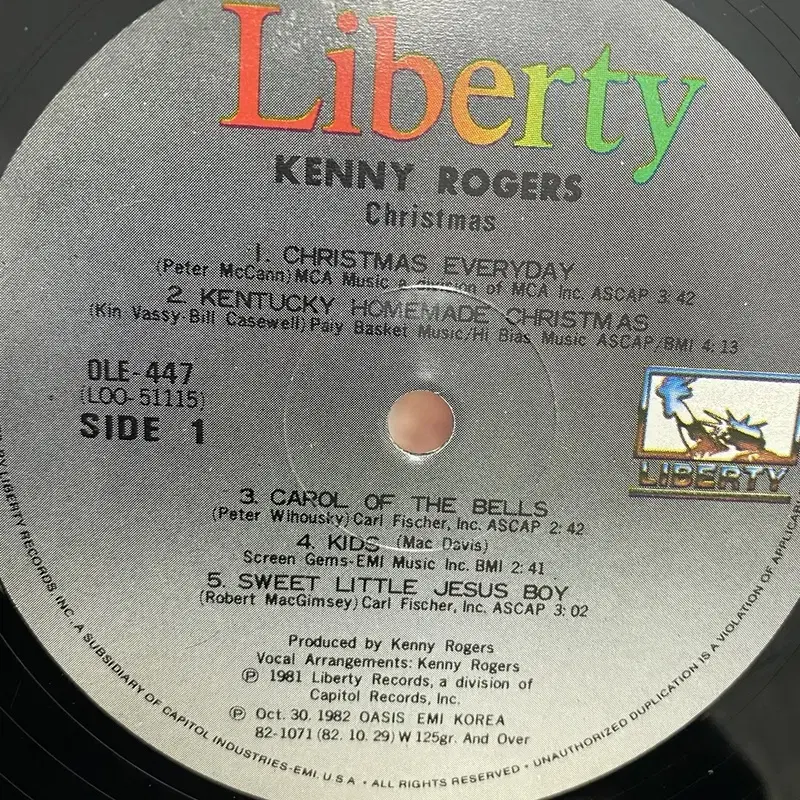 Liberty
KENNY ROGERS
Christmas
1. CHRISTMAS EVERYDAY
(Peter McCann) MCA Music a division of MCA Inc. ASCAP 3:42
2. KENTUCKY HOMEMADE CHRISTMAS
(Kin Vassy-Bill Casewell) Paiy Basket Music/Hi Bias Music ASCAP/BMI 4:13
OLE-447
(LOO-51115)
SIDE 1
LIBERTY
3. CAROL OF THE BELLS
(Peter Wihousky) Carl Fischer, Inc. ASCAP 2:42
4. KIDS (Mac Davis)
Screen Gems-EMI Music Inc. BMI 2:41
5. SWEET LITTLE JESUS BOY
(Robert MacGimsey) Carl Fischer, Inc. ASCAP 3:02
Produced by Kenny Rogers
Vocal Arrangements: Kenny Rogers
℗ 1981 Liberty Records, a division of
Capitol Records, Inc.
℗ Oct. 30. 1982 OASIS EMI KOREA
82-1071 (82.10.29) W 125gr. And Over
BY LIBERTY RECORDS, INC. A SUBSIDIARY OF CAPITOL INDUSTRIES-EMI, U S A • ALL RIGHTS RESERVED • UNAUTHORIZED DUPLICATION IS A VIOLATION OF